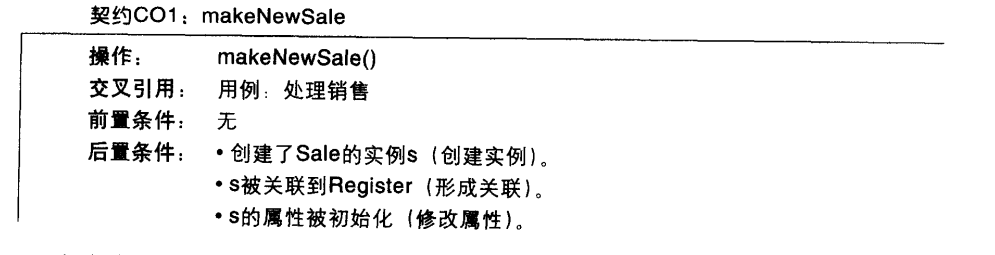 契约CO1：makeNewSale
操作： makeNewSale()
交叉引用： 用例：处理销售
前置条件： 无
后置条件： • 创建了Sale的实例s（创建实例）。
• s被关联到Register（形成关联）。
• s的属性被初始化（修改属性）。